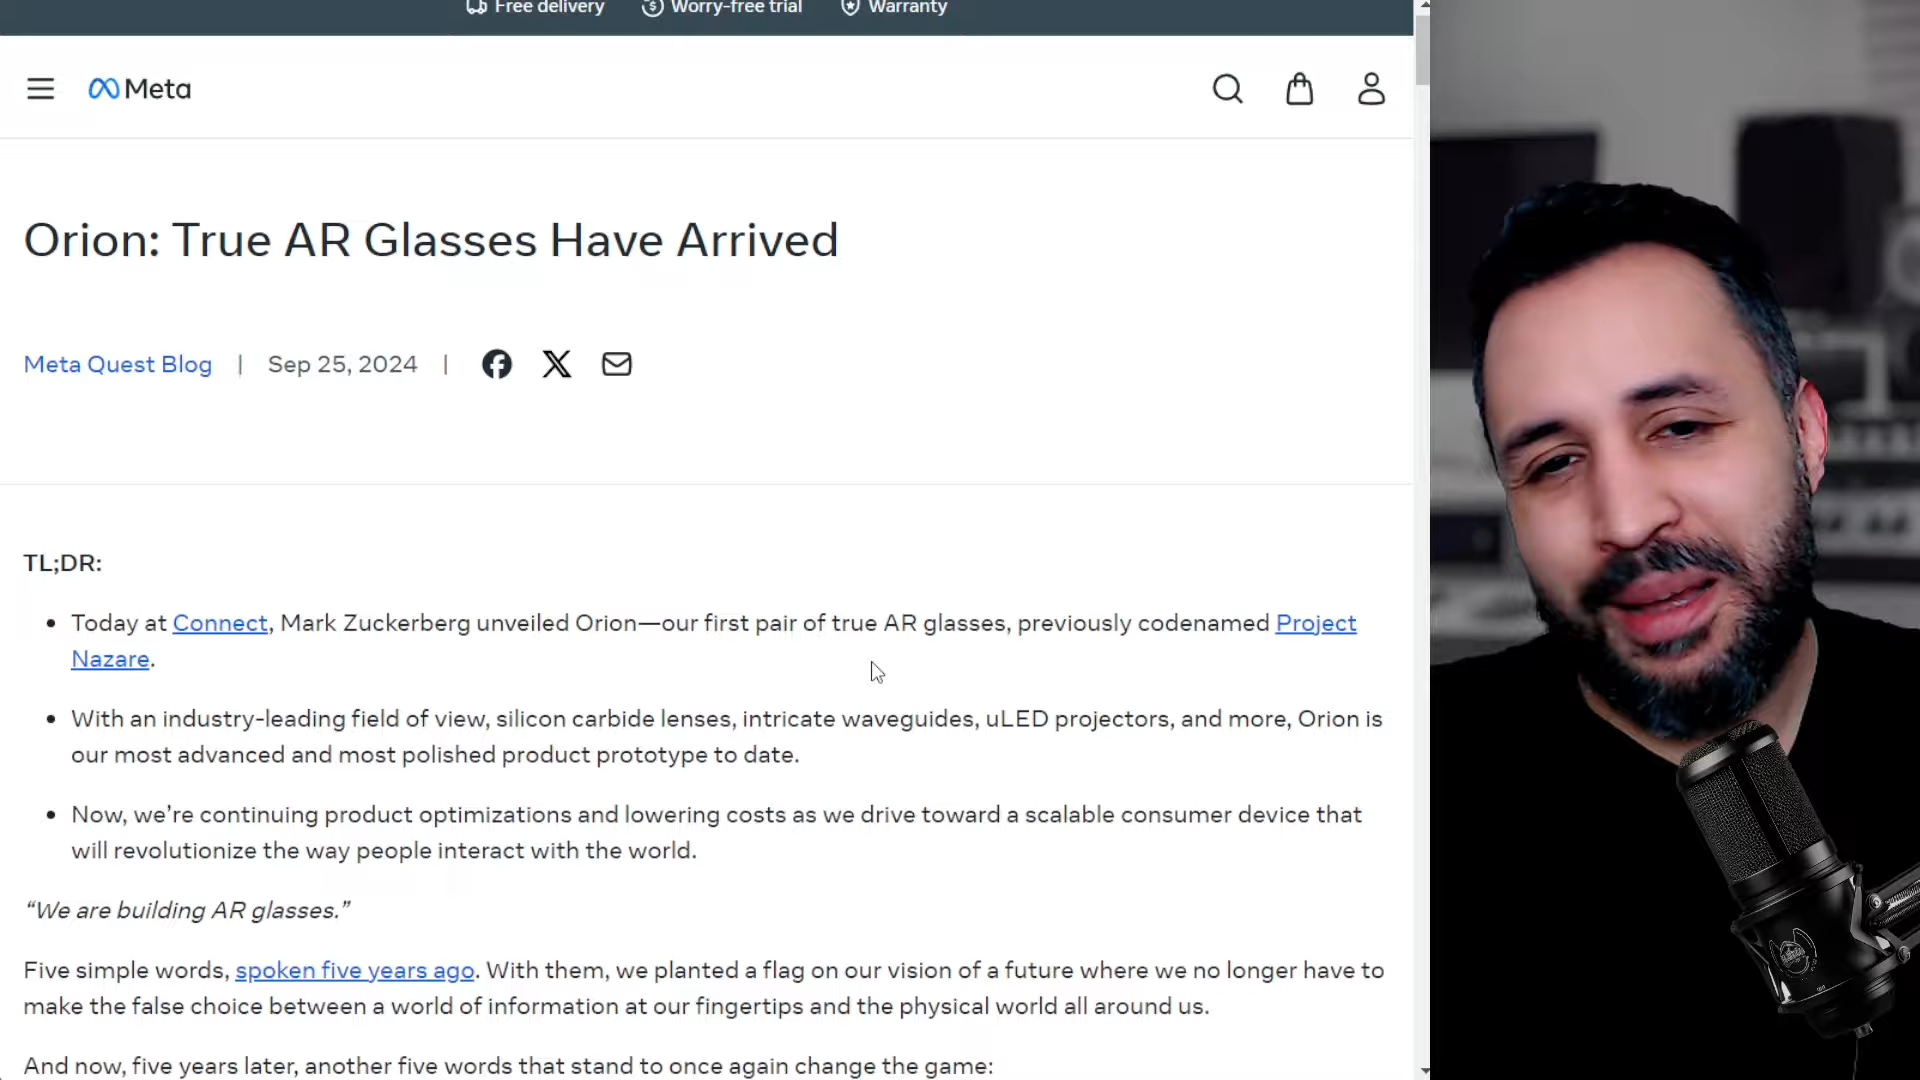 Free delivery Worry-free trial Warranty
Meta
Orion: True AR Glasses Have Arrived
Meta Quest Blog | Sep 25, 2024 |
TL;DR:
Today at Connect, Mark Zuckerberg unveiled Orion—our first pair of true AR glasses, previously codenamed Project
Nazare.
With an industry-leading field of view, silicon carbide lenses, intricate waveguides, uLED projectors, and more, Orion is
our most advanced and most polished product prototype to date.
Now, we’re continuing product optimizations and lowering costs as we drive toward a scalable consumer device that
will revolutionize the way people interact with the world.
“We are building AR glasses.”
Five simple words, spoken five years ago. With them, we planted a flag on our vision of a future where we no longer have to
make the false choice between a world of information at our fingertips and the physical world all around us.
And now, five years later, another five words that stand to once again change the game: